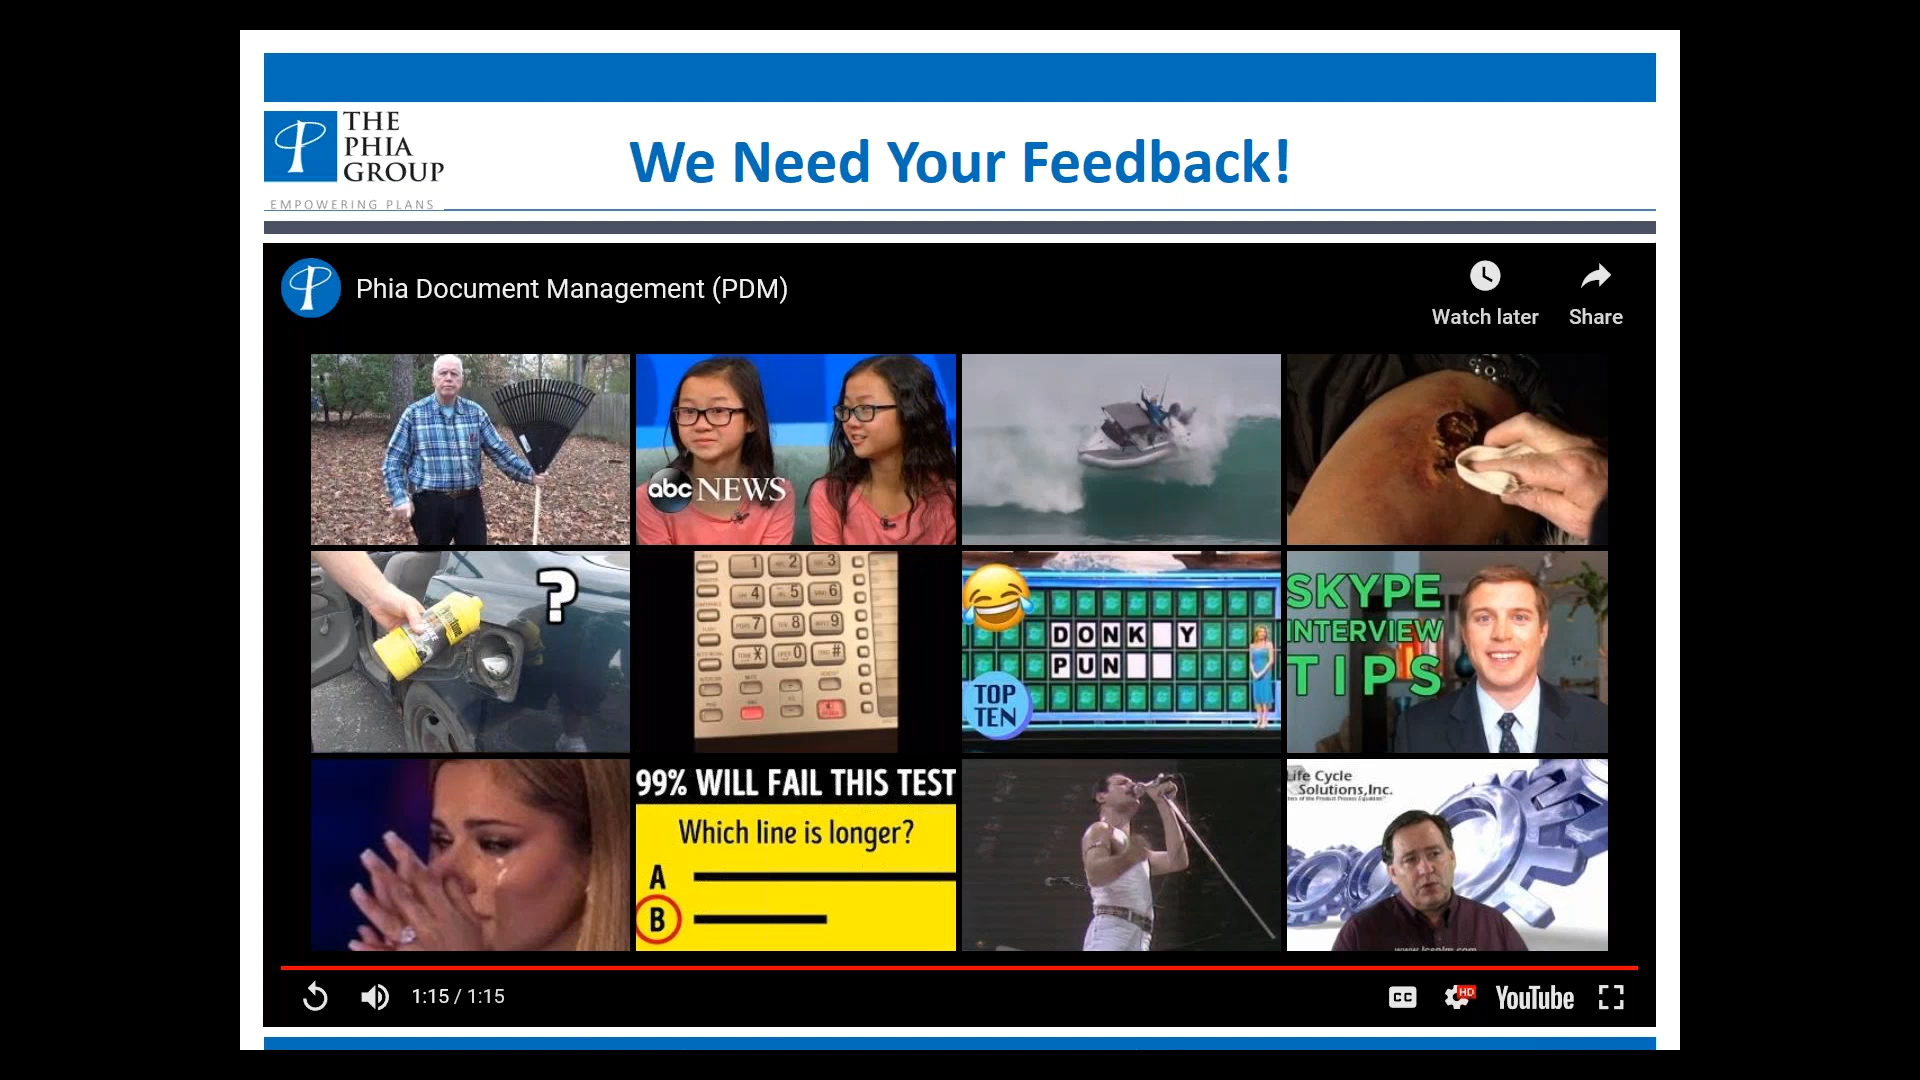 THE
PHIA
GROUP
EMPOWERING PLANS
We Need Your Feedback!
Phia Document Management (PDM)
Watch later
Share
abc NEWS
?
1 2 3
4 5 6
7 8 9
* 0 #
DONK Y
PUN
TOP
TEN
SKYPE
INTERVIEW
TIPS
99% WILL FAIL THIS TEST
Which line is longer?
A
B
Life Cycle
Solutions,Inc.
1:15 / 1:15
CC
HD
YouTube